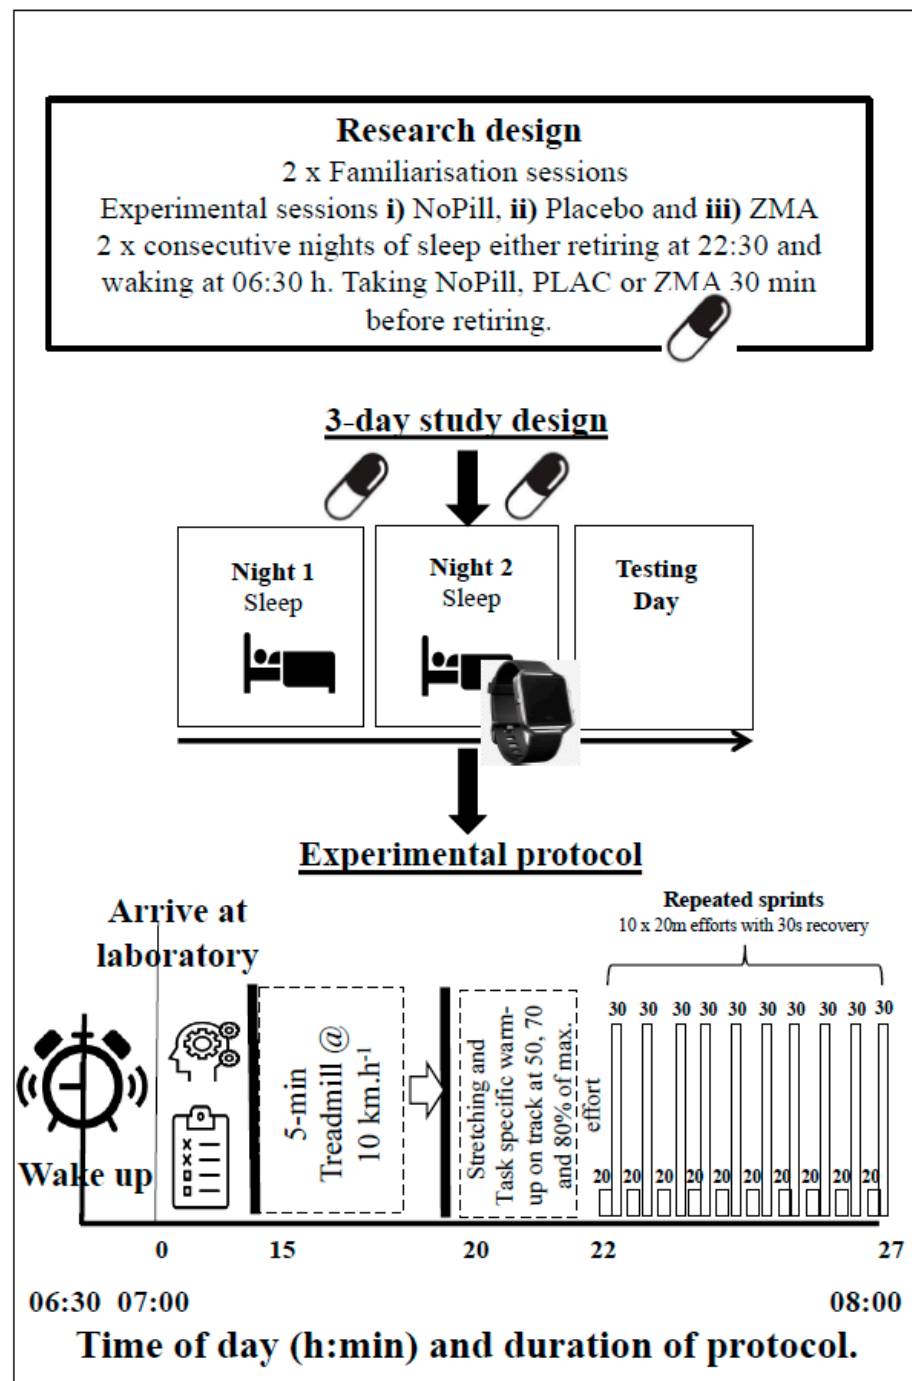 Research design
2 x Familiarisation sessions
Experimental sessions i) NoPill, ii) Placebo and iii) ZMA
2 x consecutive nights of sleep either retiring at 22:30 and
waking at 06:30 h. Taking NoPill, PLAC or ZMA 30 min
before retiring.
3-day study design
Night 1
Sleep
Night 2
Sleep
Testing
Day
Experimental protocol
Arrive at
laboratory
Wake up
5-min
Treadmill @
10 km.h-1
Stretching and
Task specific warm-
up on track at 50, 70
and 80% of max.
effort
Repeated sprints
10 x 20m efforts with 30s recovery
30 30 30 30 30 30 30 30 30 30
20 20 20 20 20 20 20 20 20 20
0 15 20 22 27
06:30 07:00 08:00
Time of day (h:min) and duration of protocol.